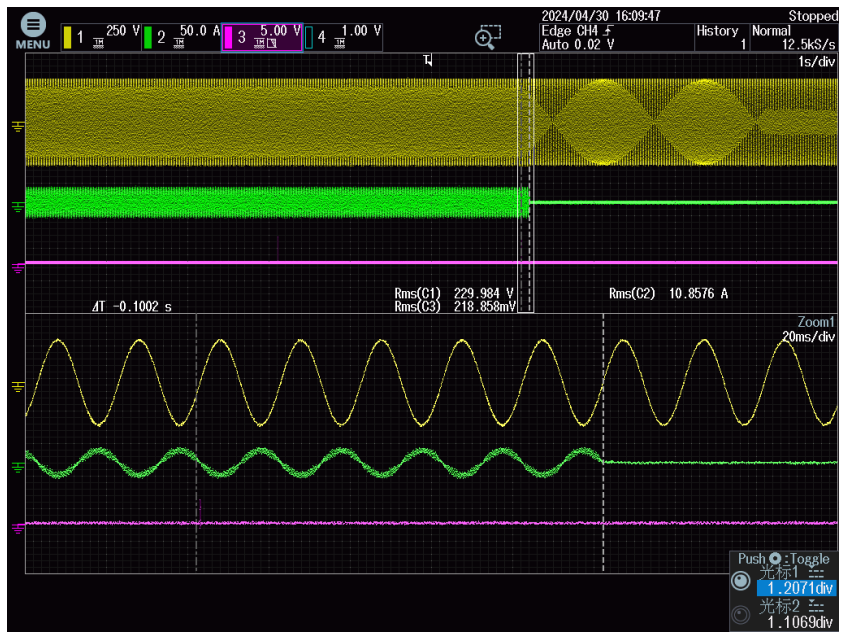 2024/04/30 16:09:47 Stopped
MENU 1 250 V 2 50.0 A 3 5.00 V 4 1.00 V Edge CH4 History Normal
Auto 0.02 V 1 12.5kS/s
T 1s/div
Rms(C1) 229.984 V Rms(C2) 10.8576 A
ΔT -0.1002 s Rms(C3) 218.858mV
Zoom1
20ms/div
Push :Toggle
光标1
1.2071div
光标2
1.1069div